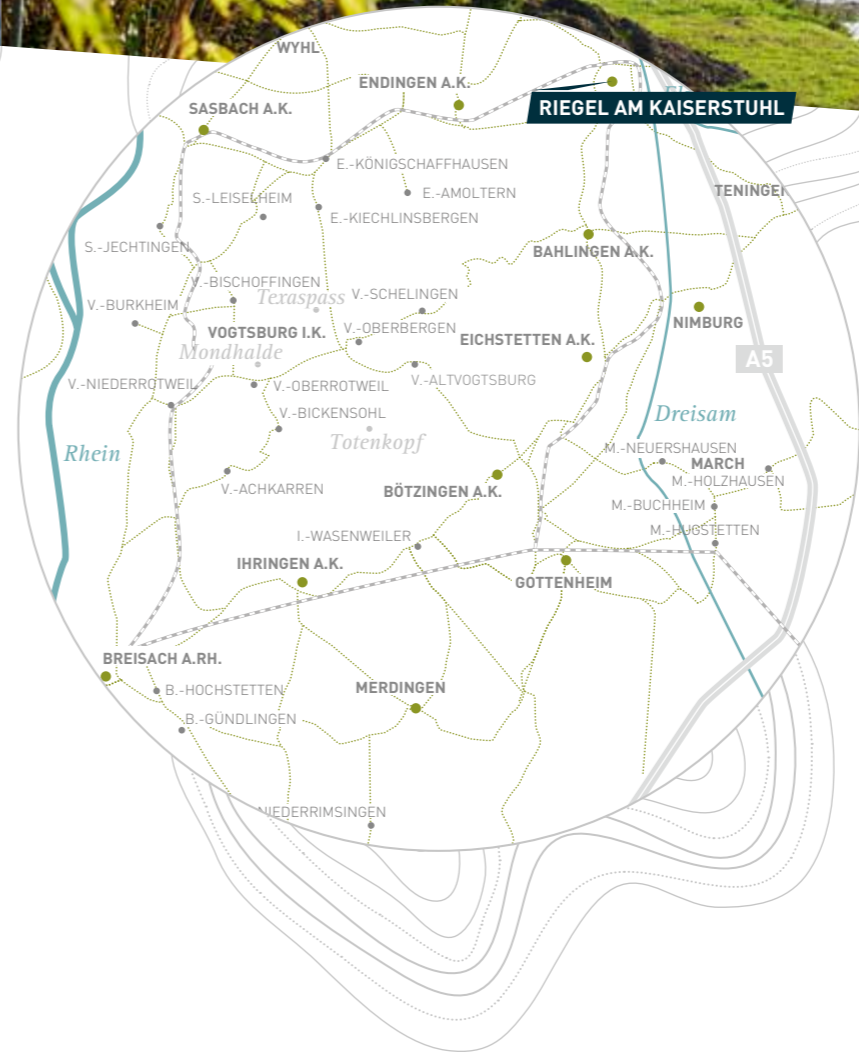 WYHL
ENDINGEN A.K.
SASBACH A.K.
RIEGEL AM KAISERSTUHL
E.-KÖNIGSCHAFFHAUSEN
S.-LEISELHEIM
E.-AMOLTERN
TENINGEN
E.-KIECHLINSBERGEN
S.-JECHTINGEN
BAHLINGEN A.K.
V.-BISCHOFFINGEN
Texaspass
V.-SCHELINGEN
V.-BURKHEIM
NIMBURG
VOGTSBURG I.K.
V.-OBERBERGEN
EICHSTETTEN A.K.
Mondhalde
A5
V.-NIEDERROTWEIL
V.-OBERROTWEIL
V.-ALTVOGTSBURG
V.-BICKENSOHL
Dreisam
Totenkopf
Rhein
M.-NEUERSHAUSEN
MARCH
M.-HOLZHAUSEN
V.-ACHKARREN
BÖTZINGEN A.K.
M.-BUCHHEIM
M.-HUGSTETTEN
I.-WASENWEILER
IHRINGEN A.K.
GOTTENHEIM
BREISACH A.RH.
B.-HOCHSTETTEN
MERDINGEN
B.-GÜNDLINGEN
NIEDERRIMSINGEN